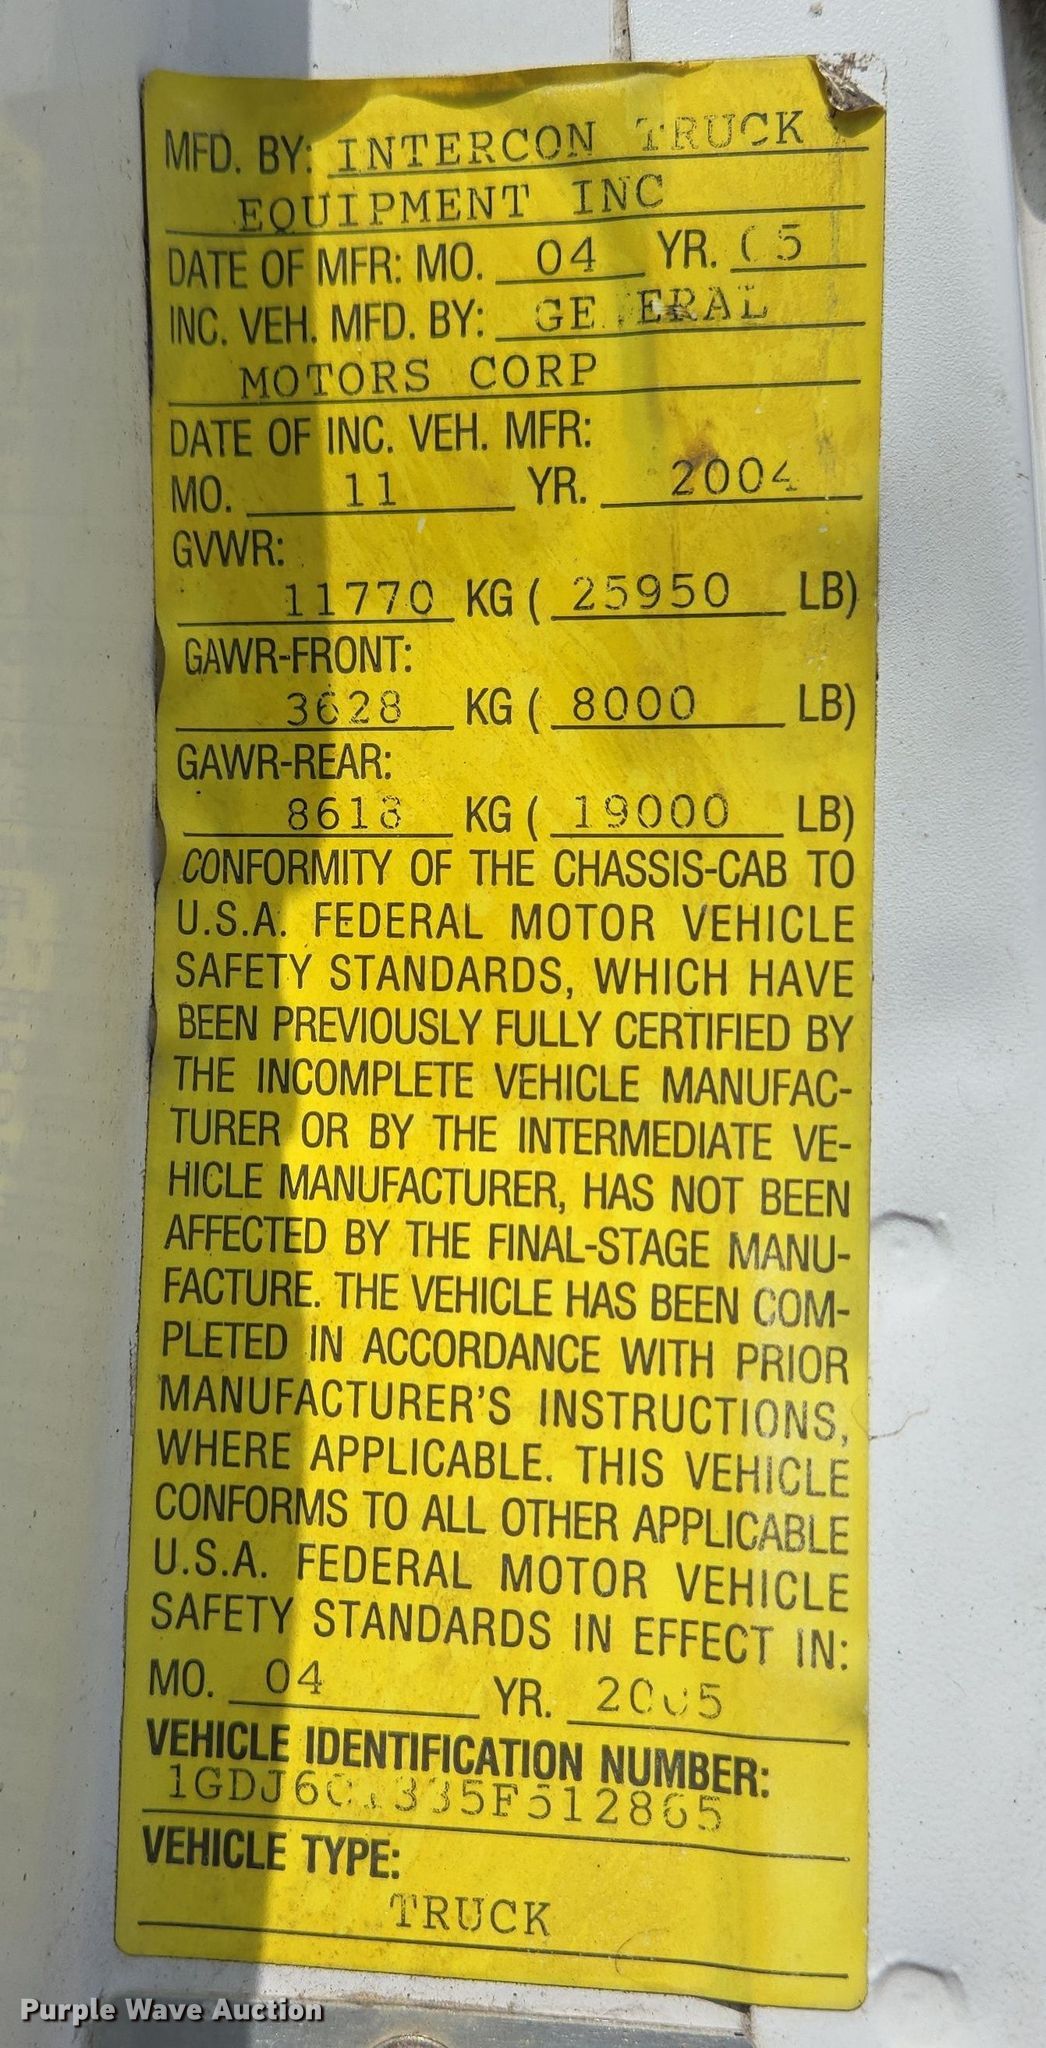 MFD. BY: INTERCON TRUCK
EQUIPMENT INC
DATE OF MFR: MO. 04 YR. 05
INC. VEH. MFD. BY: GENERAL
MOTORS CORP
DATE OF INC. VEH. MFR:
MO. 11 YR. 2004
GVWR:
11770 KG ( 25950 LB)
GAWR-FRONT:
3628 KG ( 8000 LB)
GAWR-REAR:
8618 KG ( 19000 LB)
CONFORMITY OF THE CHASSIS-CAB TO
U.S.A. FEDERAL MOTOR VEHICLE
SAFETY STANDARDS, WHICH HAVE
BEEN PREVIOUSLY FULLY CERTIFIED BY
THE INCOMPLETE VEHICLE MANUFAC-
TURER OR BY THE INTERMEDIATE VE-
HICLE MANUFACTURER, HAS NOT BEEN
AFFECTED BY THE FINAL-STAGE MANU-
FACTURE. THE VEHICLE HAS BEEN COM-
PLETED IN ACCORDANCE WITH PRIOR
MANUFACTURER'S INSTRUCTIONS,
WHERE APPLICABLE. THIS VEHICLE
CONFORMS TO ALL OTHER APPLICABLE
U.S.A. FEDERAL MOTOR VEHICLE
SAFETY STANDARDS IN EFFECT IN:
MO. 04 YR. 2005
VEHICLE IDENTIFICATION NUMBER:
1GDJ6C1335F512865
VEHICLE TYPE:
TRUCK
Purple Wave Auction